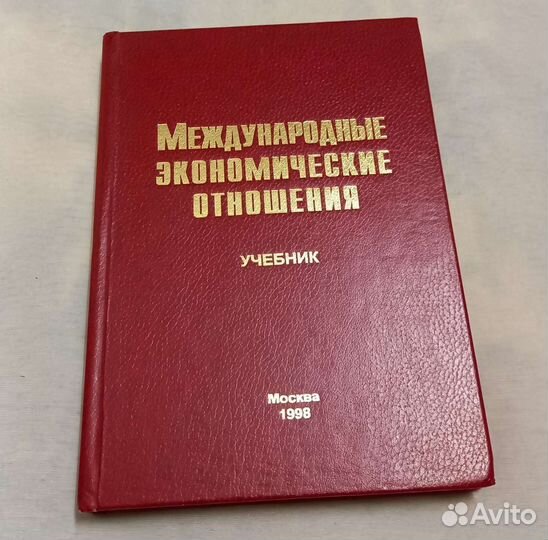 Международные
экономические
отношения
учебник
Москва
1998
Avito